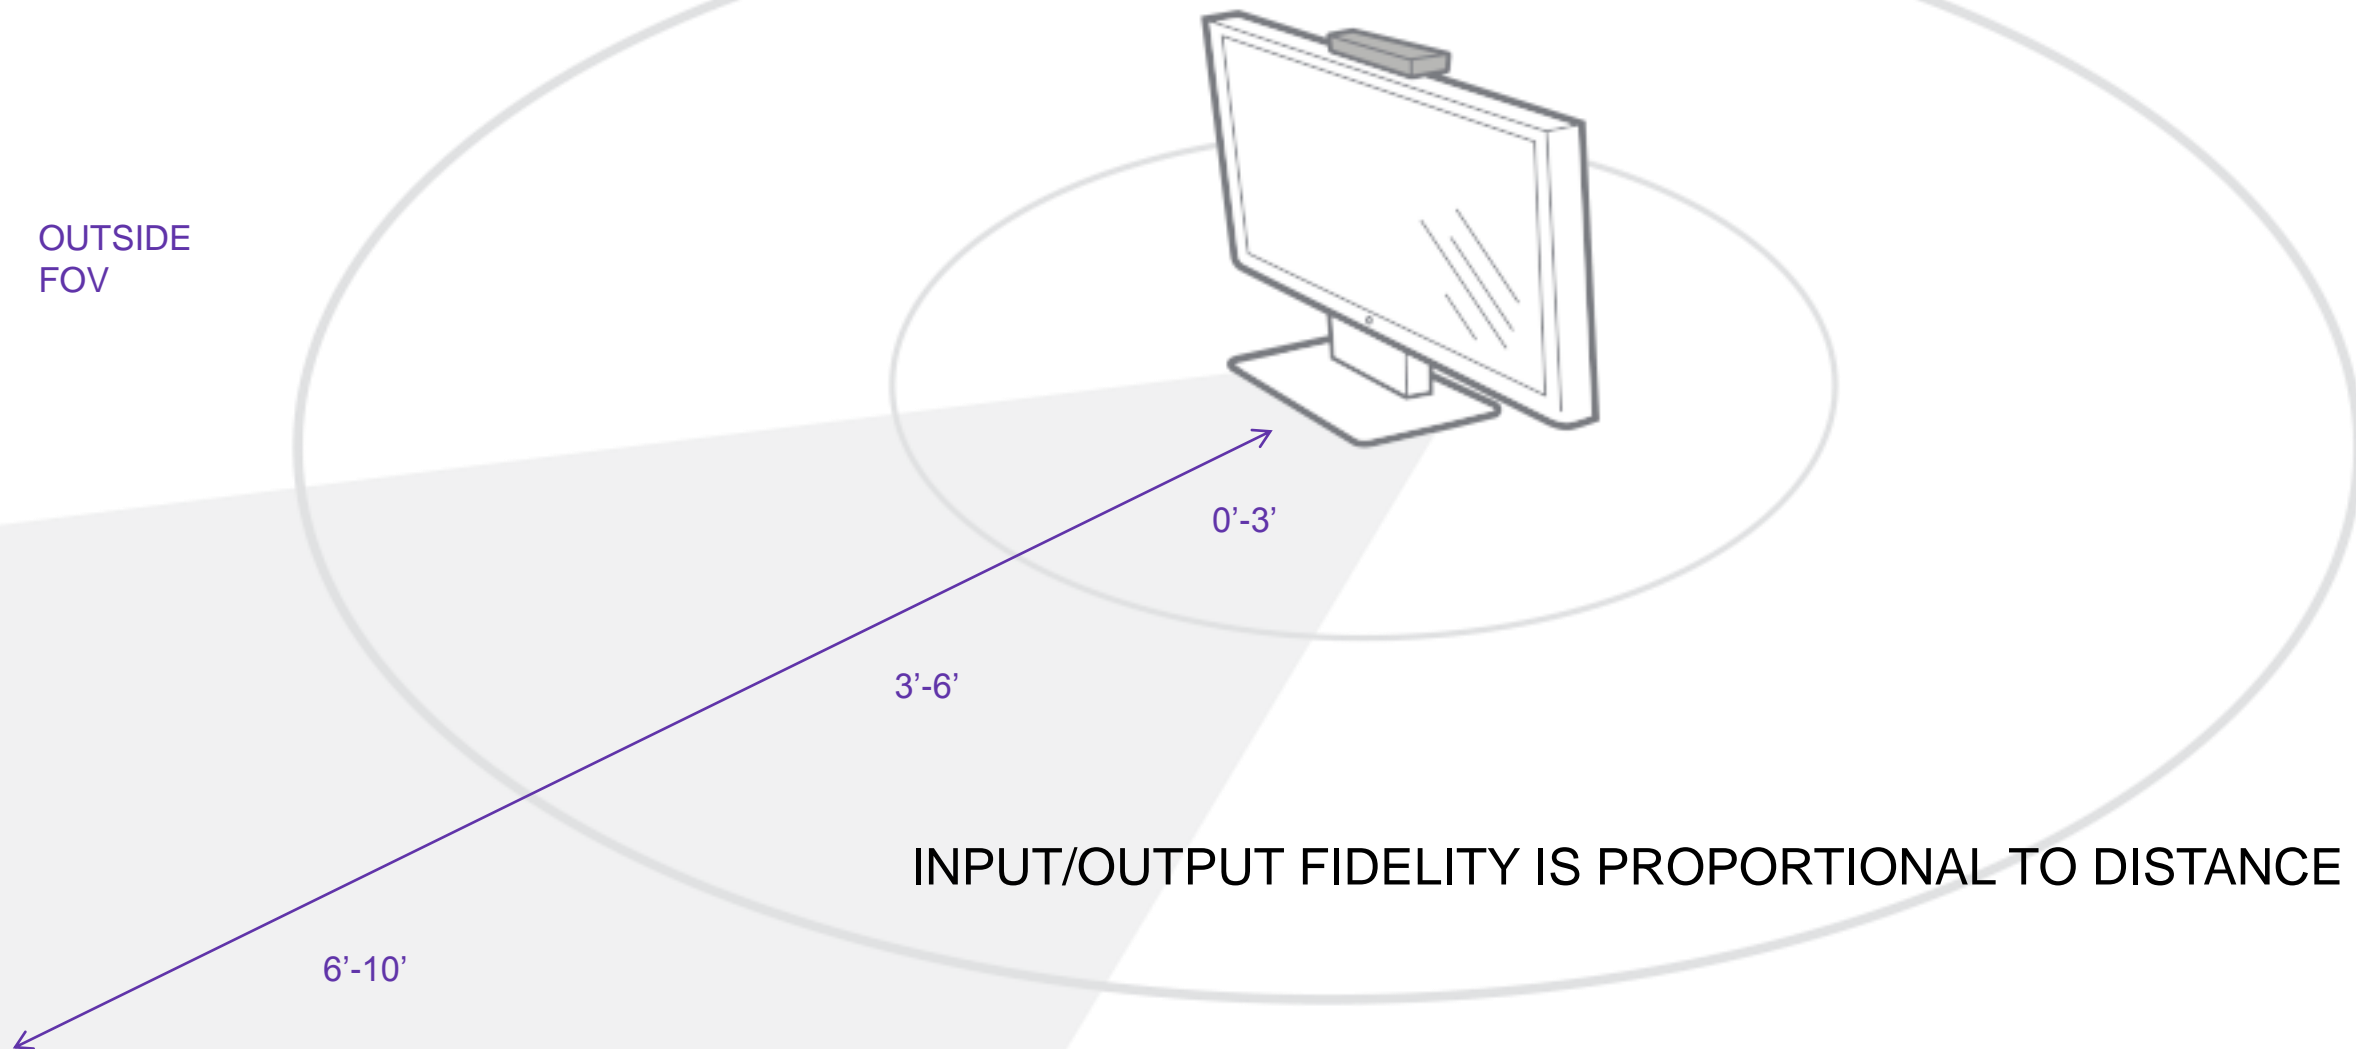 OUTSIDE
FOV
0’-3’
3’-6’
INPUT/OUTPUT FIDELITY IS PROPORTIONAL TO DISTANCE
6’-10’